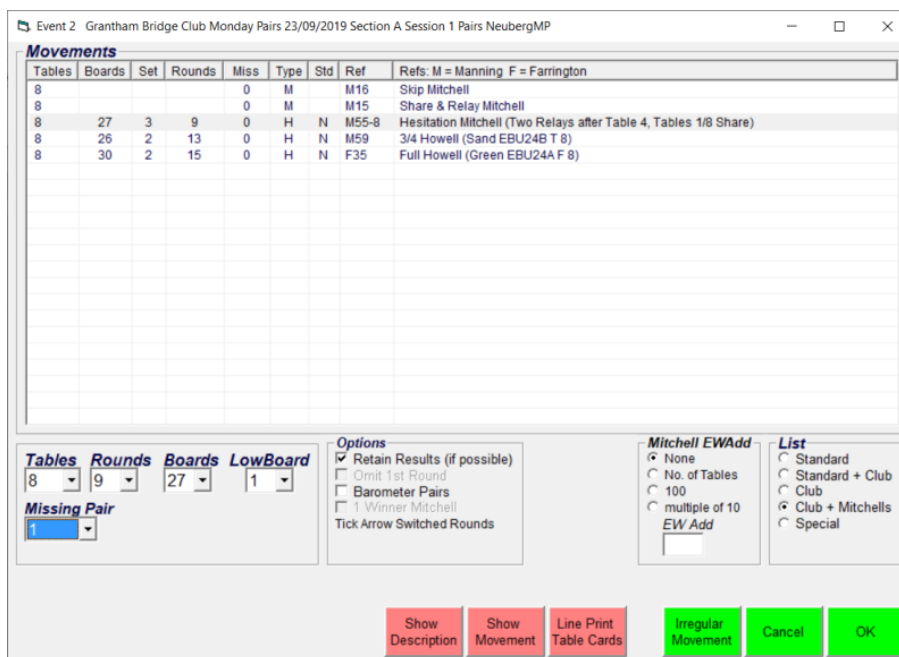 Event 2 Grantham Bridge Club Monday Pairs 23/09/2019 Section A Session 1 Pairs NeubergMP
Movements
Tables Boards Set Rounds Miss Type Std Ref Refs: M = Manning F = Farrington
8 0 M M16 Skip Mitchell
8 0 M M15 Share & Relay Mitchell
8 27 3 9 0 H N M55-8 Hesitation Mitchell (Two Relays after Table 4, Tables 1/8 Share)
8 26 2 13 0 H N M59 3/4 Howell (Sand EBU24B T 8)
8 30 2 15 0 H N F35 Full Howell (Green EBU24A F 8)
Tables Rounds Boards LowBoard
8 9 27 1
Missing Pair
1
Options
Retain Results (if possible)
Omit 1st Round
Barometer Pairs
1 Winner Mitchell
Tick Arrow Switched Rounds
Mitchell EWAdd
None
No. of Tables
100
multiple of 10
EW Add
List
Standard
Standard + Club
Club
Club + Mitchells
Special
Show
Description
Show
Movement
Line Print
Table Cards
Irregular
Movement
Cancel
OK